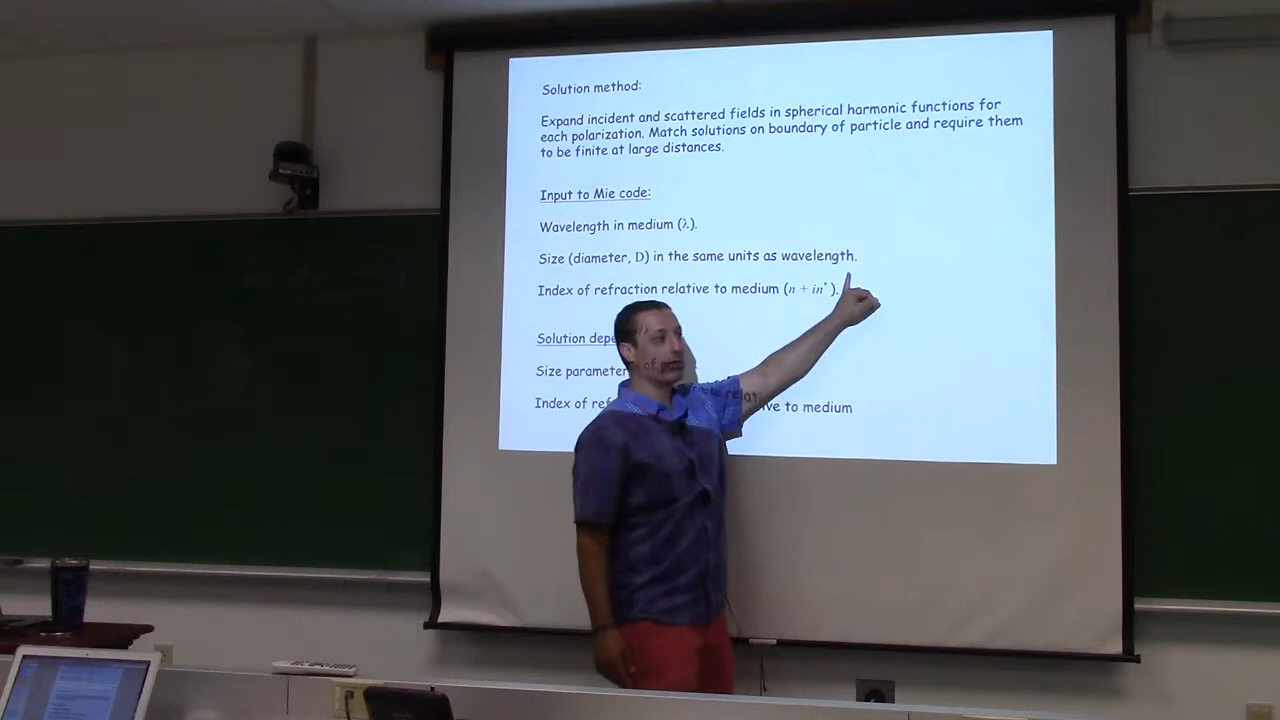 Solution method:
Expand incident and scattered fields in spherical harmonic functions for
each polarization. Match solutions on boundary of particle and require them
to be finite at large distances.
Input to Mie code:
Wavelength in medium (λ).
Size (diameter, D) in the same units as wavelength.
Index of refraction relative to medium (n + in').
Solution
Size parameter
Index of to medium